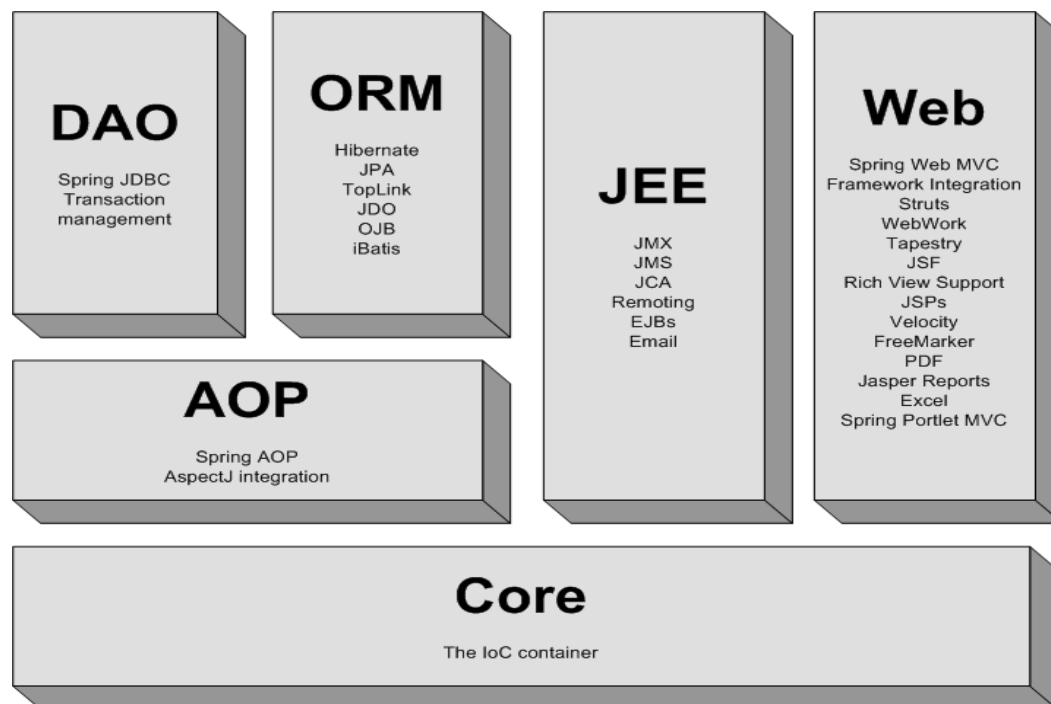 DAO
Spring JDBC
Transaction
management
ORM
Hibernate
JPA
TopLink
JDO
OJB
iBatis
JEE
JMX
JMS
JCA
Remoting
EJBs
Email
Web
Spring Web MVC
Framework Integration
Struts
WebWork
Tapestry
JSF
Rich View Support
JSPs
Velocity
FreeMarker
PDF
Jasper Reports
Excel
Spring Portlet MVC
AOP
Spring AOP
AspectJ integration
Core
The IoC container